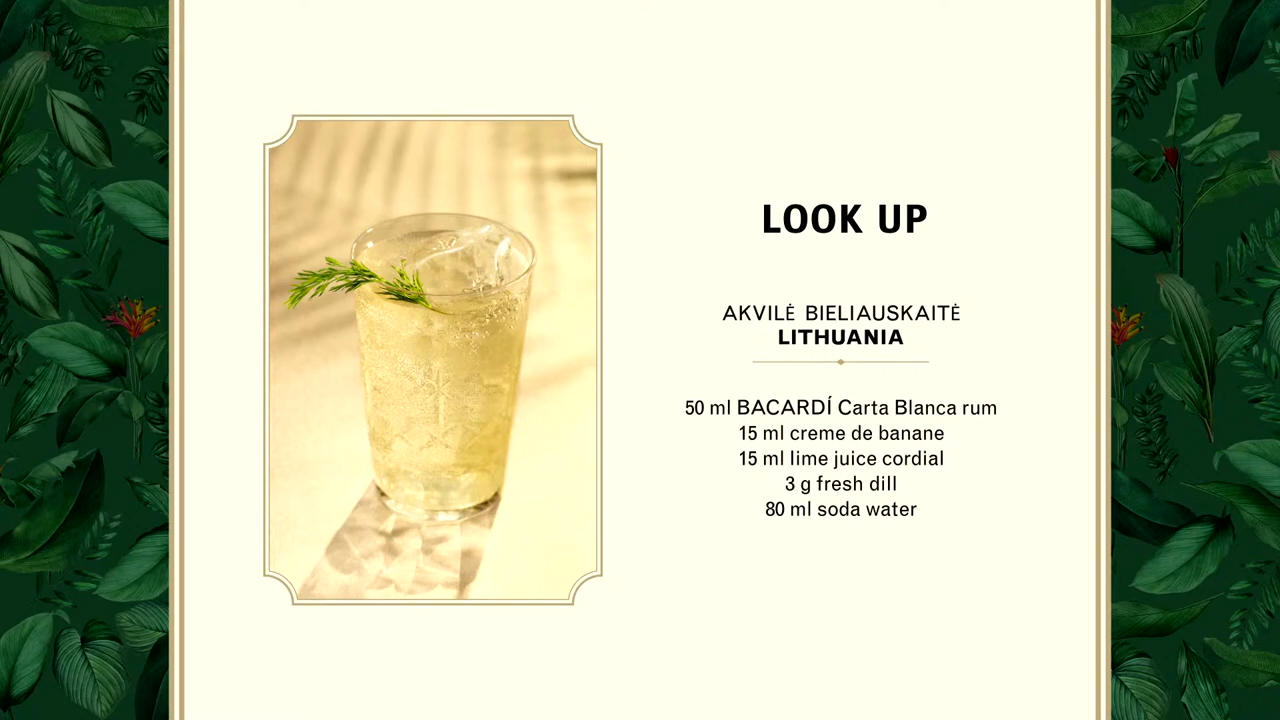 LOOK UP
AKVILĖ BIELIAUSKAITĖ
LITHUANIA
50 ml BACARDÍ Carta Blanca rum
15 ml creme de banane
15 ml lime juice cordial
3 g fresh dill
80 ml soda water